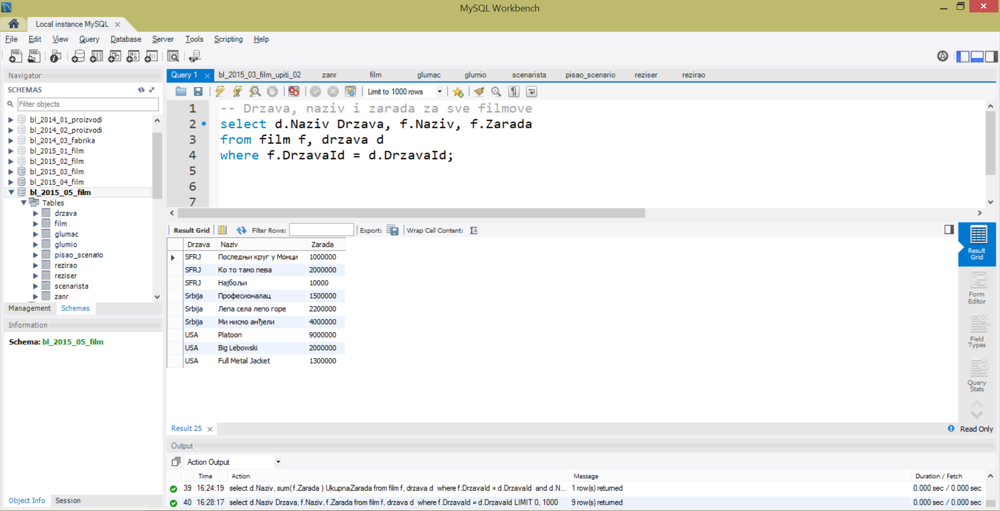 MySQL Workbench
Local instance MySQL
File Edit View Query Database Server Tools Scripting Help
Navigator
SCHEMAS
Filter objects
bl_2014_01_proizvodi
bl_2014_02_proizvodi
bl_2014_03_fabrika
bl_2015_01_film
bl_2015_02_film
bl_2015_03_film
bl_2015_04_film
bl_2015_05_film
Tables
drzava
film
glumac
glumio
pisao_scenario
rezirao
reziser
scenarista
zanr
Management Schemas
Information
Schema: bl_2015_05_film
Object Info Session
Query 1 bl_2015_03_film_upiti_02 zanr film glumac glumio scenarista pisao_scenario reziser rezirao
Limit to 1000 rows
1 -- Drzava, naziv i zarada za sve filmove
2 select d.Naziv Drzava, f.Naziv, f.Zarada
3 from film f, drzava d
4 where f.DrzavaId = d.DrzavaId;
5
6
7
Result Grid Filter Rows: Export: Wrap Cell Content:
Drzava Naziv Zarada
SFRJ Последњи круг у Монци 1000000
SFRJ Ко то тамо пева 2000000
SFRJ Најбољи 10000
Srbija Професионалац 1500000
Srbija Лепа села лепо горе 2200000
Srbija Ми нисмо анђели 4000000
USA Platoon 9000000
USA Big Lebowski 2000000
USA Full Metal Jacket 1300000
Result
Grid
Form
Editor
Field
Types
Query
Stats
Result 25
Read Only
Output
Action Output
Time Action Message Duration / Fetch
39 16:24:19 select d.Naziv, sum( f.Zarada ) UkupnaZarada from film f, drzava d where f.DrzavaId = d.DrzavaId and d.N... 1 row(s) returned 0.000 sec / 0.000 sec
40 16:28:17 select d.Naziv Drzava, f.Naziv, f.Zarada from film f, drzava d where f.DrzavaId = d.DrzavaId LIMIT 0, 1000 9 row(s) returned 0.000 sec / 0.000 sec